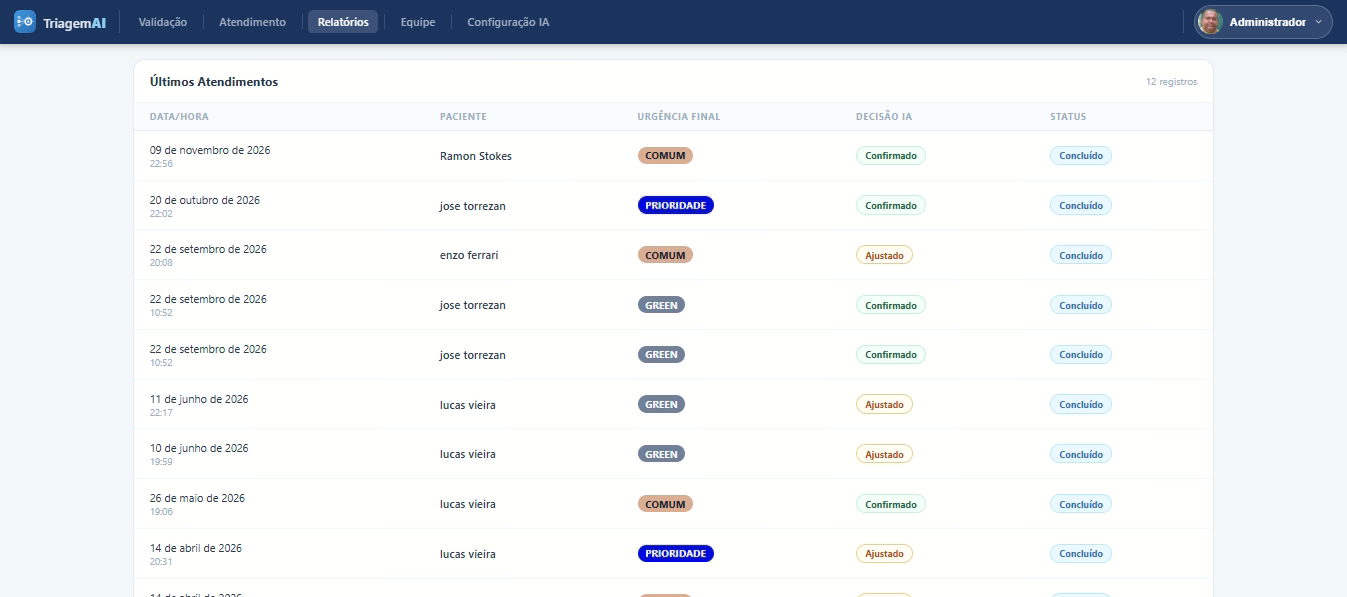 TriagemAI Validação Atendimento Relatórios Equipe Configuração IA Administrador
Últimos Atendimentos 12 registros
DATA/HORA PACIENTE URGÊNCIA FINAL DECISÃO IA STATUS
09 de novembro de 2026
22:56
Ramon Stokes COMUM Confirmado Concluído
20 de outubro de 2026
22:02
jose torrezan PRIORIDADE Confirmado Concluído
22 de setembro de 2026
20:08
enzo ferrari COMUM Ajustado Concluído
22 de setembro de 2026
10:52
jose torrezan GREEN Confirmado Concluído
22 de setembro de 2026
10:52
jose torrezan GREEN Confirmado Concluído
11 de junho de 2026
22:17
lucas vieira GREEN Ajustado Concluído
10 de junho de 2026
19:59
lucas vieira GREEN Ajustado Concluído
26 de maio de 2026
19:06
lucas vieira COMUM Confirmado Concluído
14 de abril de 2026
20:31
lucas vieira PRIORIDADE Ajustado Concluído
14 de abril de 2026